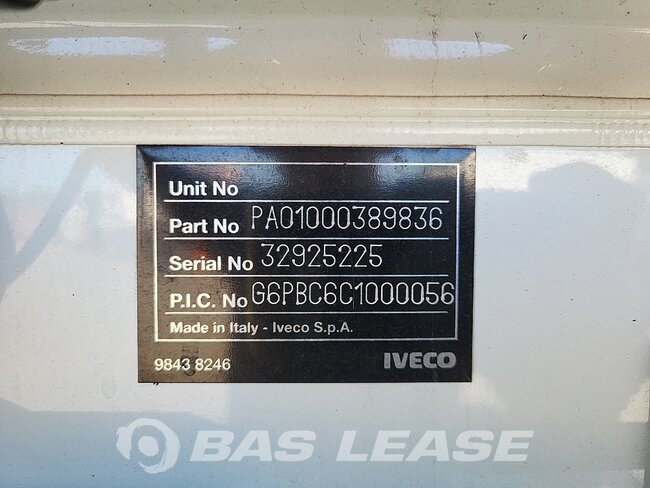 Unit No
Part No PA01000389836
Serial No 32925225
P.I.C. No G6PBC6C1000056
Made in Italy - Iveco S.p.A.
9843 8246 IVECO
BAS LEASE